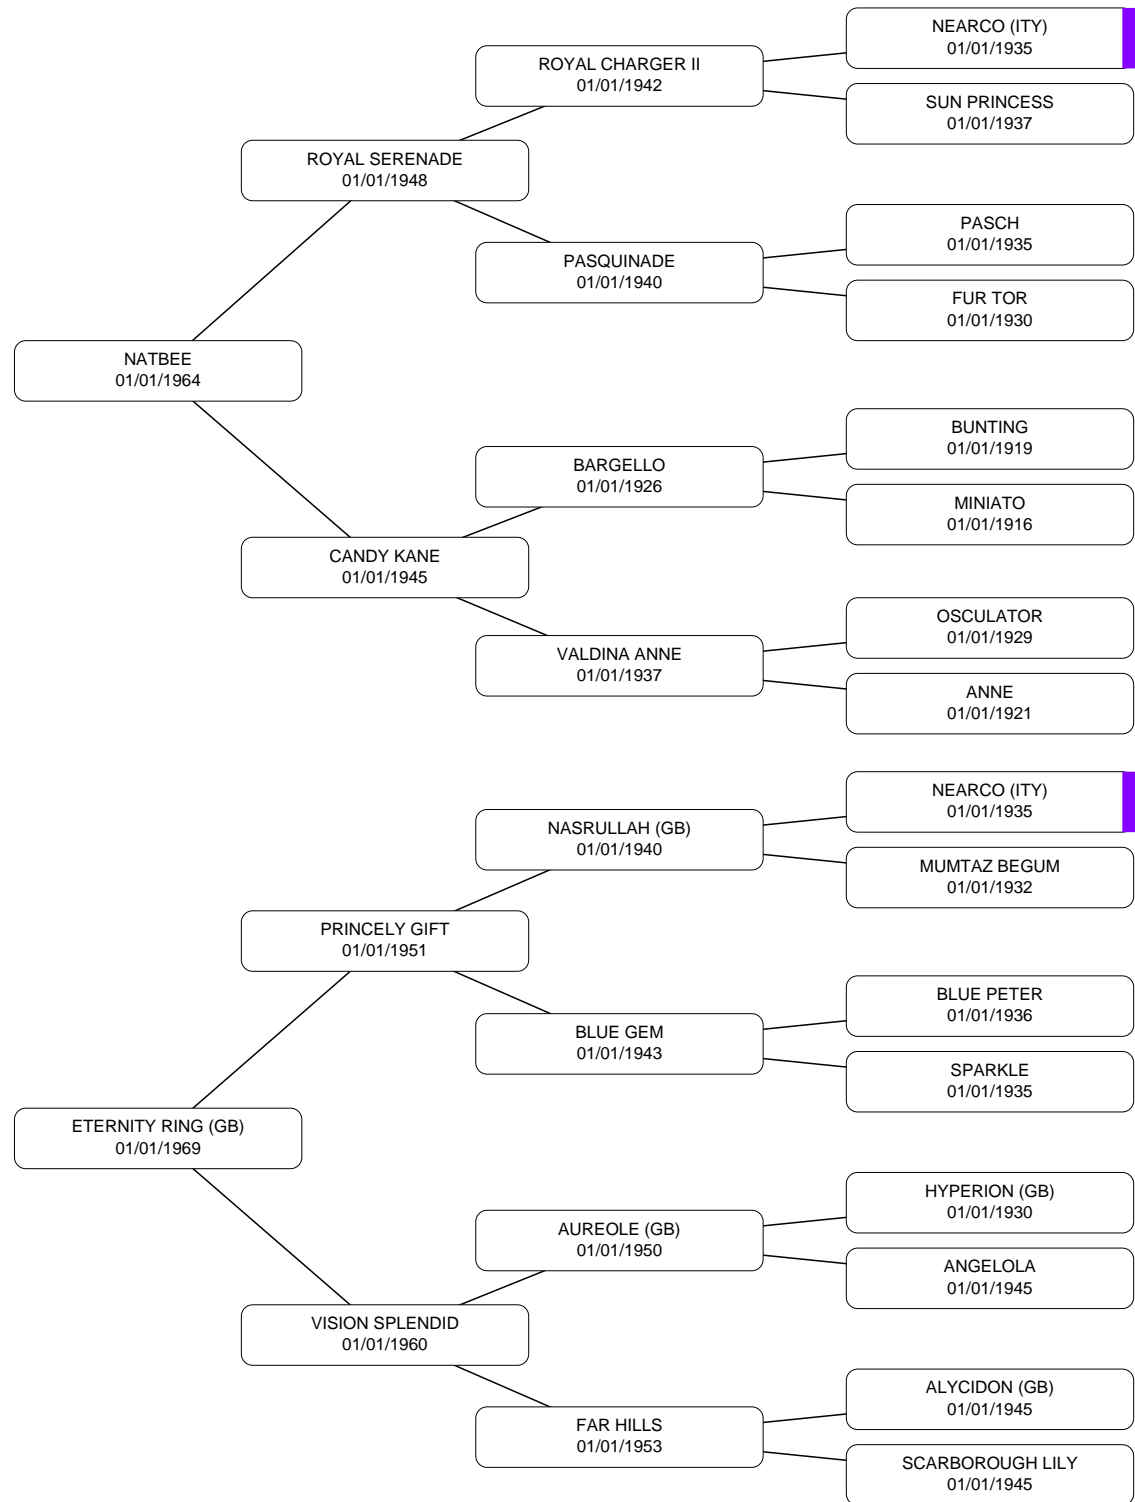 NEARCO (ITY)
01/01/1935
ROYAL CHARGER II
01/01/1942
SUN PRINCESS
01/01/1937
ROYAL SERENADE
01/01/1948
PASCH
01/01/1935
PASQUINADE
01/01/1940
FUR TOR
01/01/1930
NATBEE
01/01/1964
BUNTING
01/01/1919
BARGELLO
01/01/1926
MINIATO
01/01/1916
CANDY KANE
01/01/1945
OSCULATOR
01/01/1929
VALDINA ANNE
01/01/1937
ANNE
01/01/1921
NEARCO (ITY)
01/01/1935
NASRULLAH (GB)
01/01/1940
MUMTAZ BEGUM
01/01/1932
PRINCELY GIFT
01/01/1951
BLUE PETER
01/01/1936
BLUE GEM
01/01/1943
SPARKLE
01/01/1935
ETERNITY RING (GB)
01/01/1969
HYPERION (GB)
01/01/1930
AUREOLE (GB)
01/01/1950
ANGELOLA
01/01/1945
VISION SPLENDID
01/01/1960
ALYCIDON (GB)
01/01/1945
FAR HILLS
01/01/1953
SCARBOROUGH LILY
01/01/1945